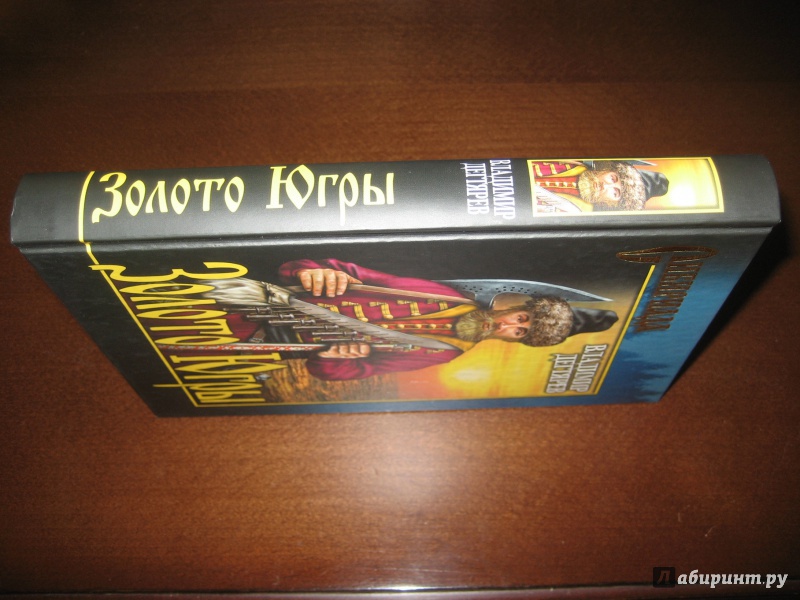 Золото Югры
ВЛАДИМИР
ДЕГТЯРЕВ
ВЛАДИМИР
ДЕГТЯРЕВ
Золото Югры
Лабиринт.ру